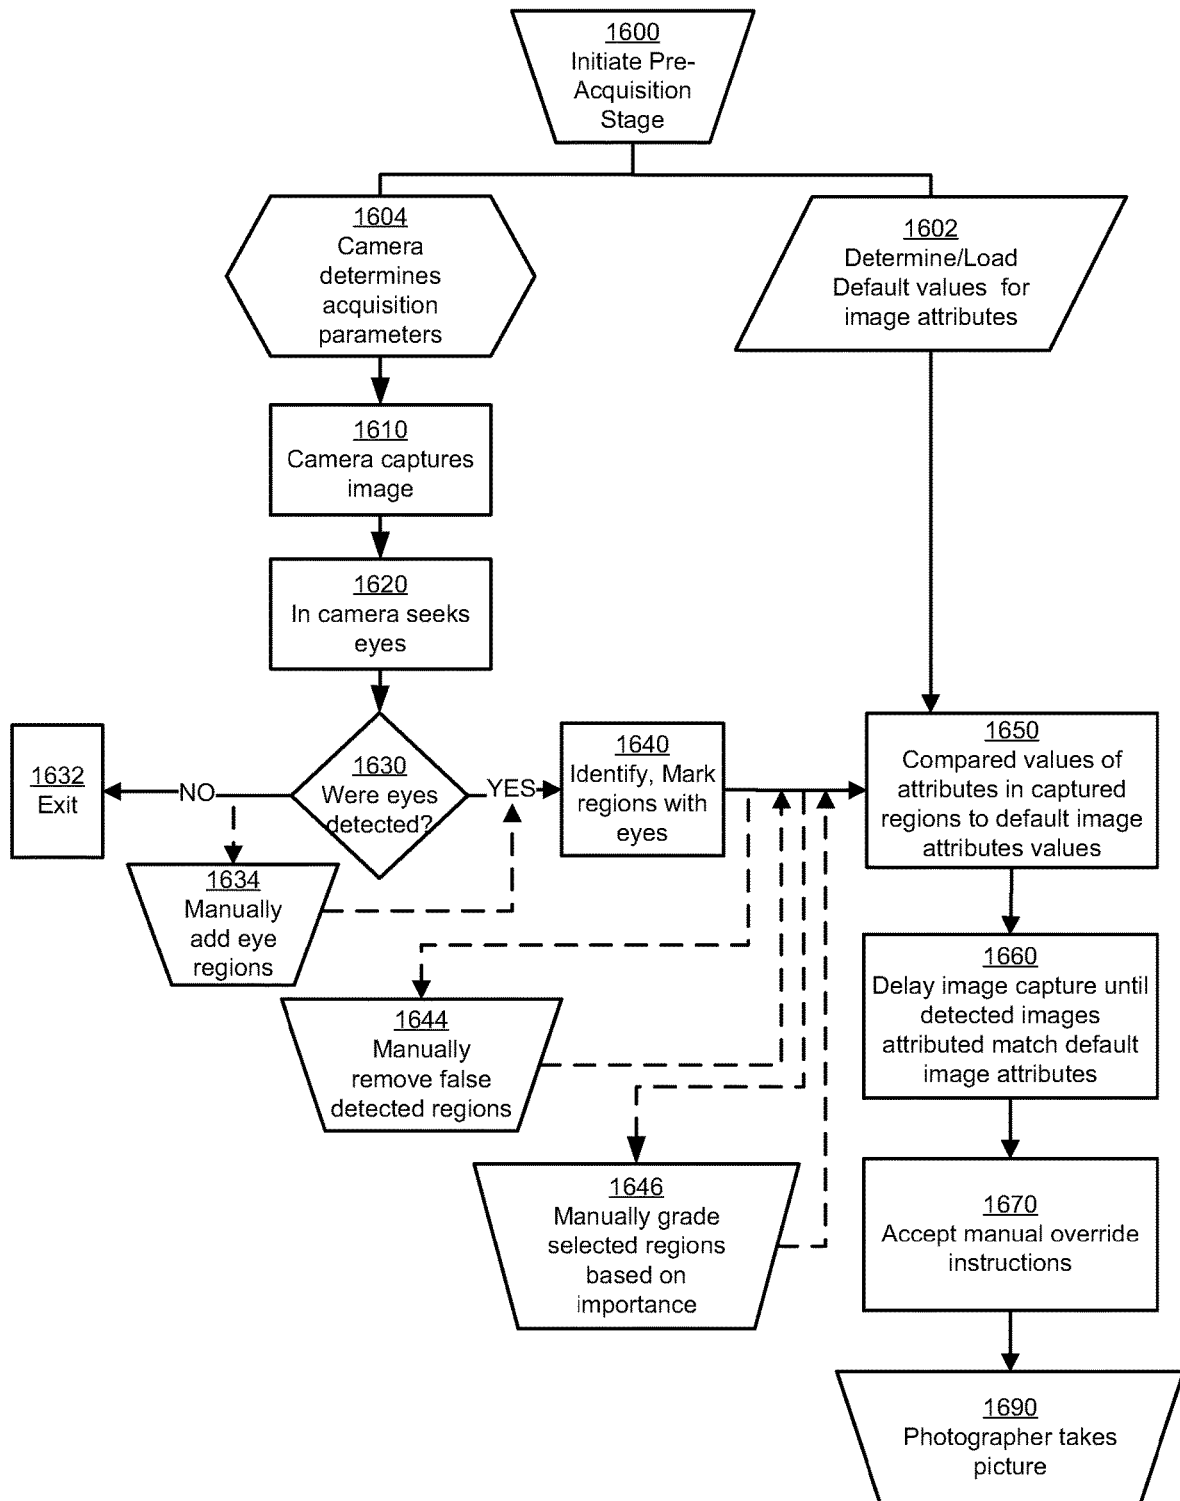 1600
Initiate Pre-
Acquisition
Stage
1604
Camera
determines
acquisition
parameters
1602
Determine/Load
Default values for
image attributes
1610
Camera captures
image
1620
In camera seeks
eyes
1632
Exit
NO
1630
Were eyes
detected?
YES
1640
Identify, Mark
regions with
eyes
1650
Compared values of
attributes in captured
regions to default image
attributes values
1634
Manually
add eye
regions
1644
Manually
remove false
detected regions
1660
Delay image capture until
detected images
attributed match default
image attributes
1646
Manually grade
selected regions
based on
importance
1670
Accept manual override
instructions
1690
Photographer takes
picture